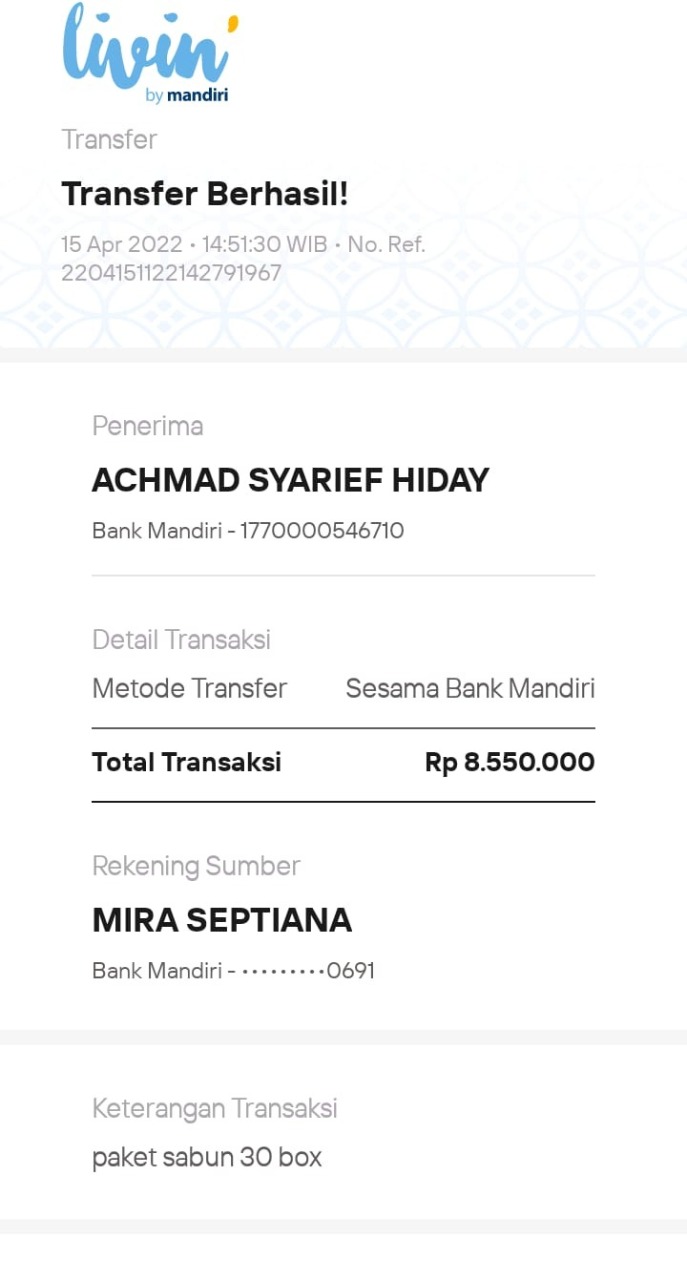 livin'
by mandiri
Transfer
Transfer Berhasil!
15 Apr 2022 • 14:51:30 WIB • No. Ref.
2204151122142791967
Penerima
ACHMAD SYARIEF HIDAY
Bank Mandiri - 1770000546710
Detail Transaksi
Metode Transfer Sesama Bank Mandiri
Total Transaksi Rp 8.550.000
Rekening Sumber
MIRA SEPTIANA
Bank Mandiri - •••••••••0691
Keterangan Transaksi
paket sabun 30 box